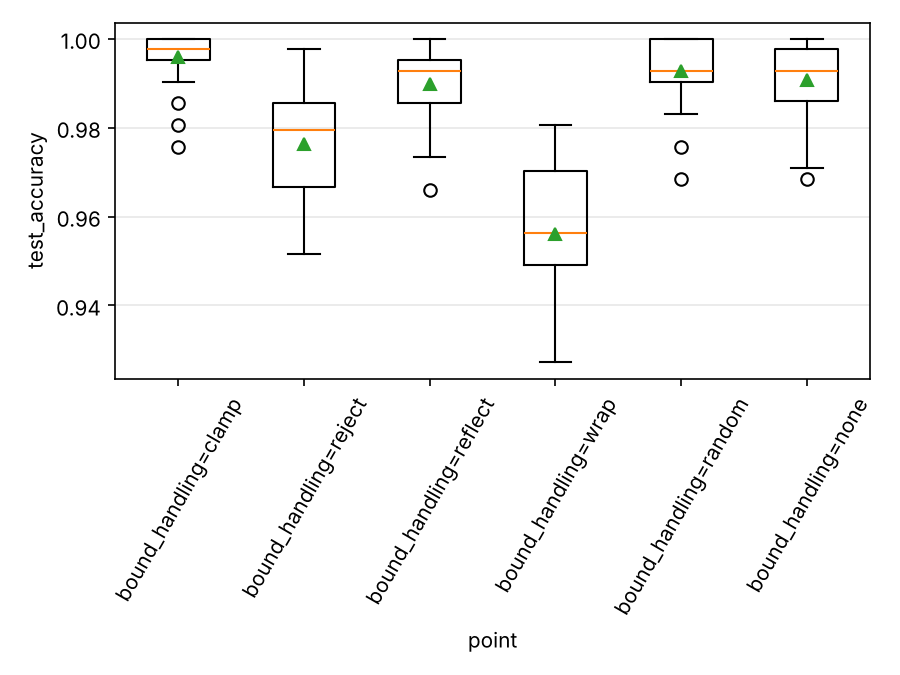 test_accuracy
1.00
0.98
0.96
0.94
bound_handling=clamp
bound_handling=reject
bound_handling=reflect
bound_handling=wrap
bound_handling=random
bound_handling=none
point